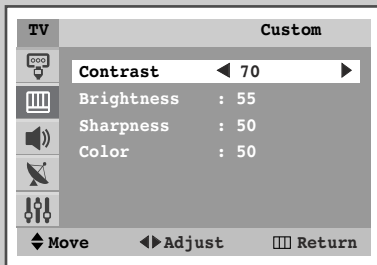 TV Custom
Contrast ◀ 70 ▶
Brightness : 55
Sharpness : 50
Color : 50
Move Adjust Return